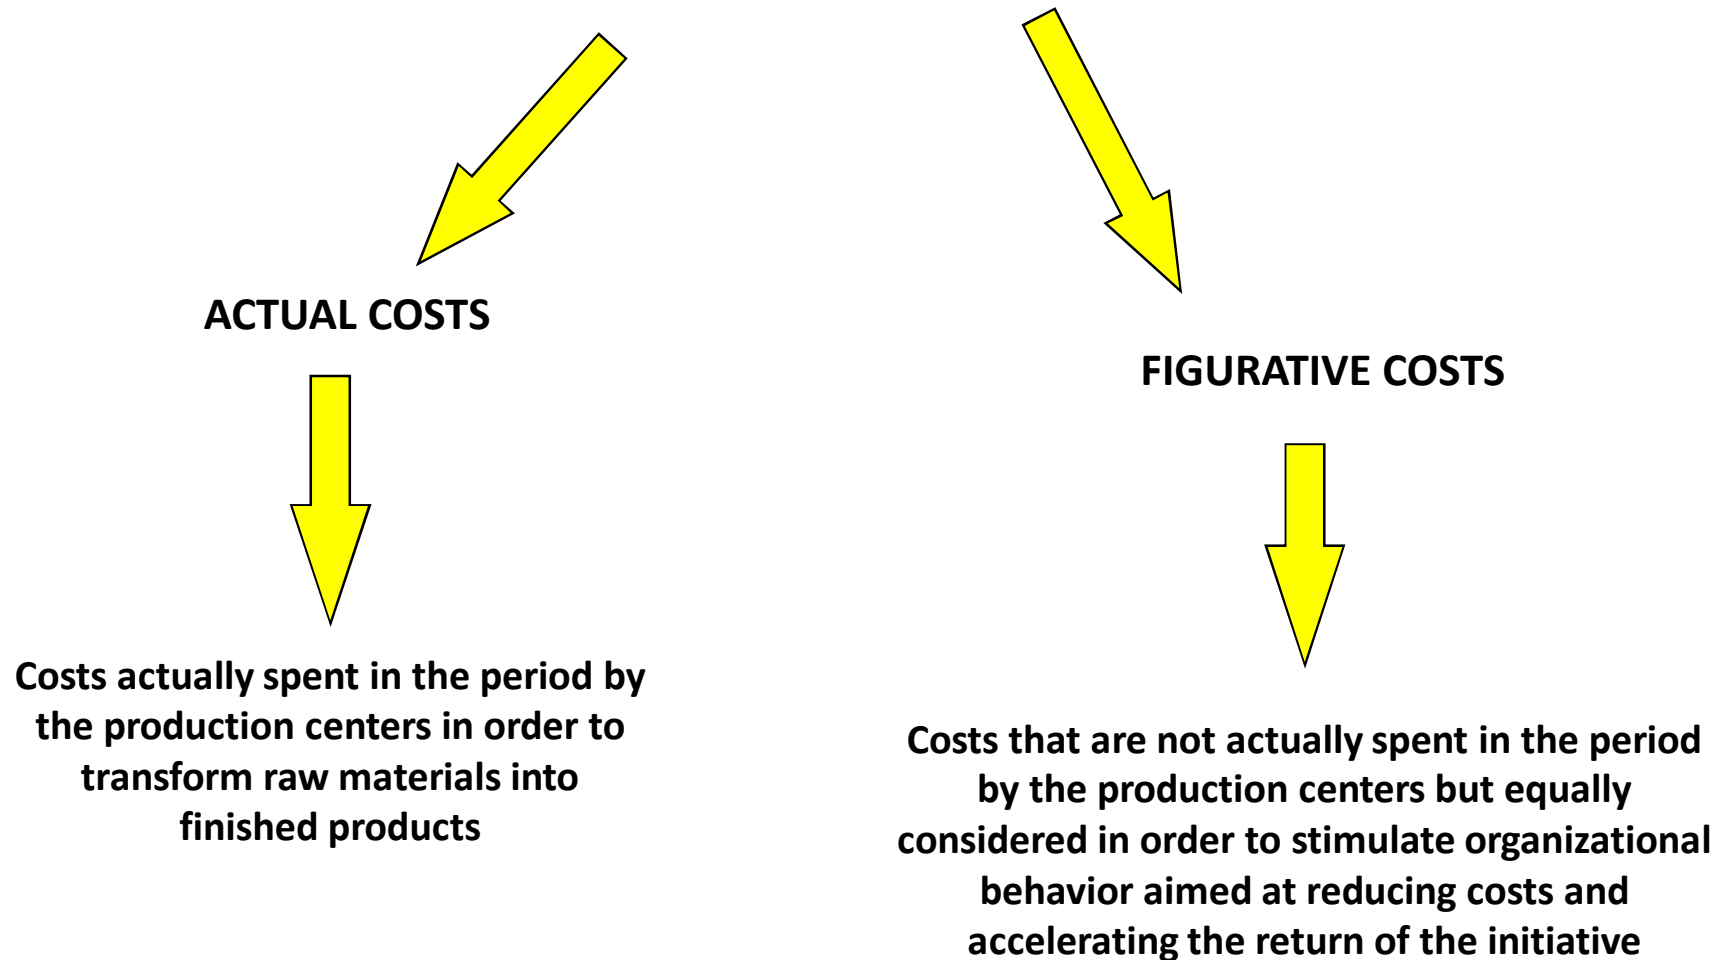 ACTUAL COSTS
Costs actually spent in the period by
the production centers in order to
transform raw materials into
finished products
FIGURATIVE COSTS
Costs that are not actually spent in the period
by the production centers but equally
considered in order to stimulate organizational
behavior aimed at reducing costs and
accelerating the return of the initiative